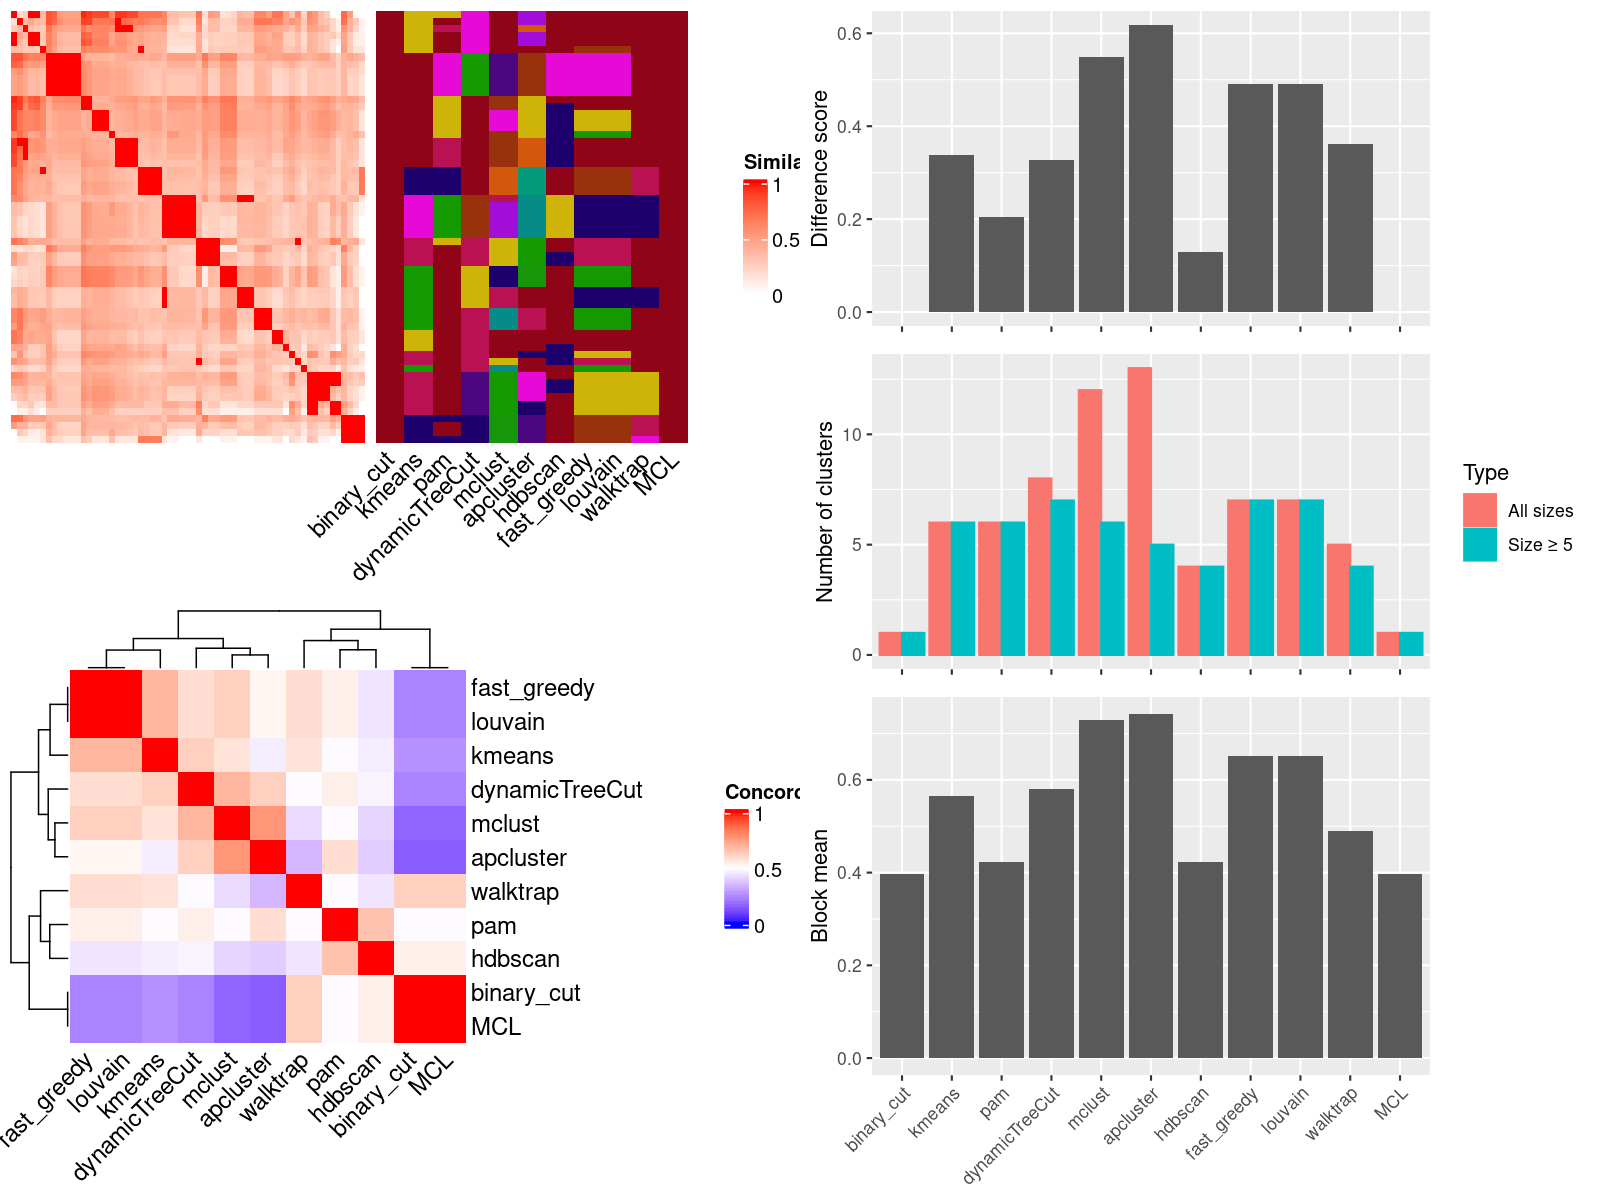 Simila
1
0.5
0
binary_cut
kmeans
pam
dynamicTreeCut
mclust
apcluster
hdbscan
fast_greedy
louvain
walktrap
MCL
fast_greedy
louvain
kmeans
dynamicTreeCut
mclust
apcluster
walktrap
pam
hdbscan
binary_cut
MCL
fast_greedy
louvain
kmeans
dynamicTreeCut
mclust
apcluster
walktrap
pam
hdbscan
binary_cut
MCL
Concord
1
0.5
0
Difference score
0.6
0.4
0.2
0.0
Number of clusters
10
5
0
Type
All sizes
Size ≥ 5
Block mean
0.6
0.4
0.2
0.0
binary_cut
kmeans
pam
dynamicTreeCut
mclust
apcluster
hdbscan
fast_greedy
louvain
walktrap
MCL